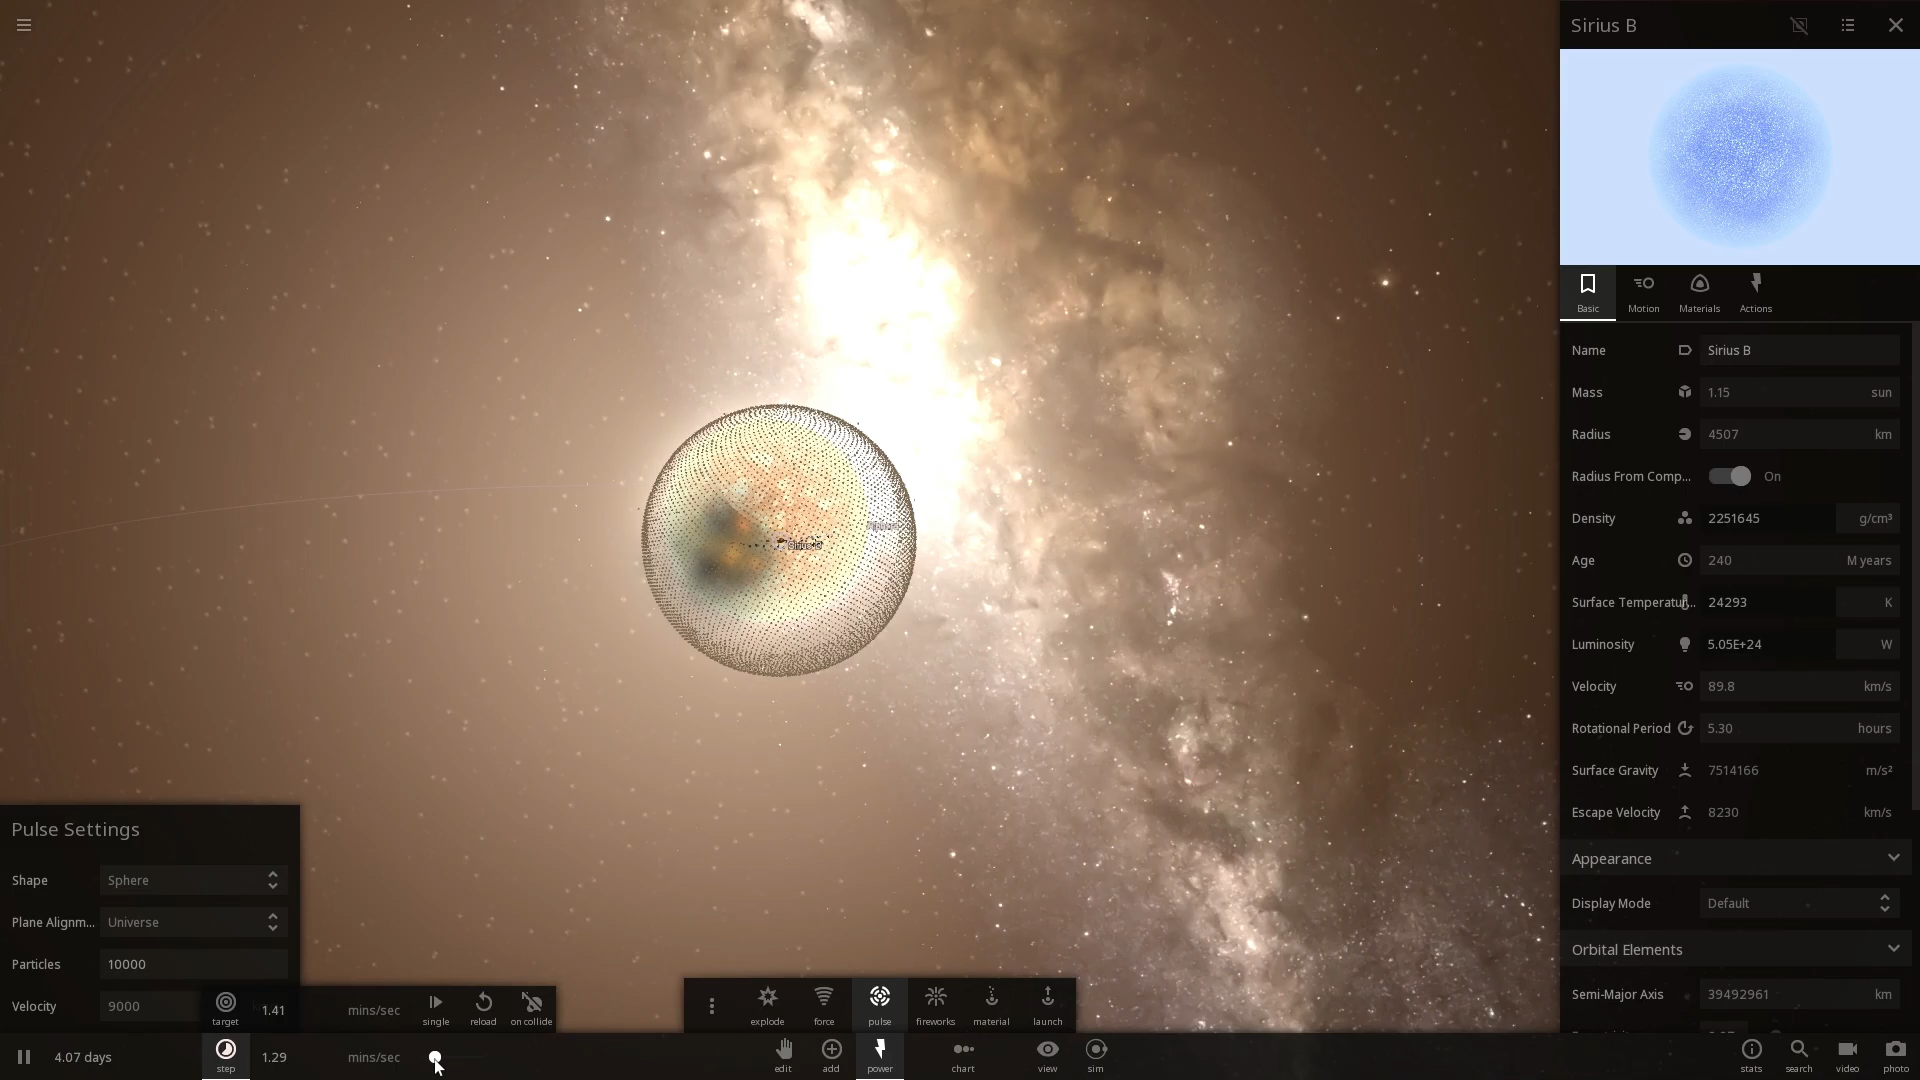 Sirius B
Basic
Motion
Materials
Actions
Name
Sirius B
Mass
1.15
sun
Radius
4507
km
Radius From Comp...
On
Density
2251645
g/cm³
Age
240
M years
Surface Temperatur...
24293
K
Luminosity
5.05E+24
W
Velocity
89.8
km/s
Rotational Period
5.30
hours
Surface Gravity
7514166
m/s²
Escape Velocity
8230
km/s
Appearance
Display Mode
Default
Orbital Elements
Semi-Major Axis
39492961
km
Sirius B
Pulse Settings
Shape
Sphere
Plane Alignm...
Universe
Particles
10000
Velocity
9000
target
1.41
mins/sec
single
reload
on collide
explode
force
pulse
fireworks
material
launch
4.07 days
step
1.29
mins/sec
edit
add
power
chart
view
sim
stats
search
video
photo